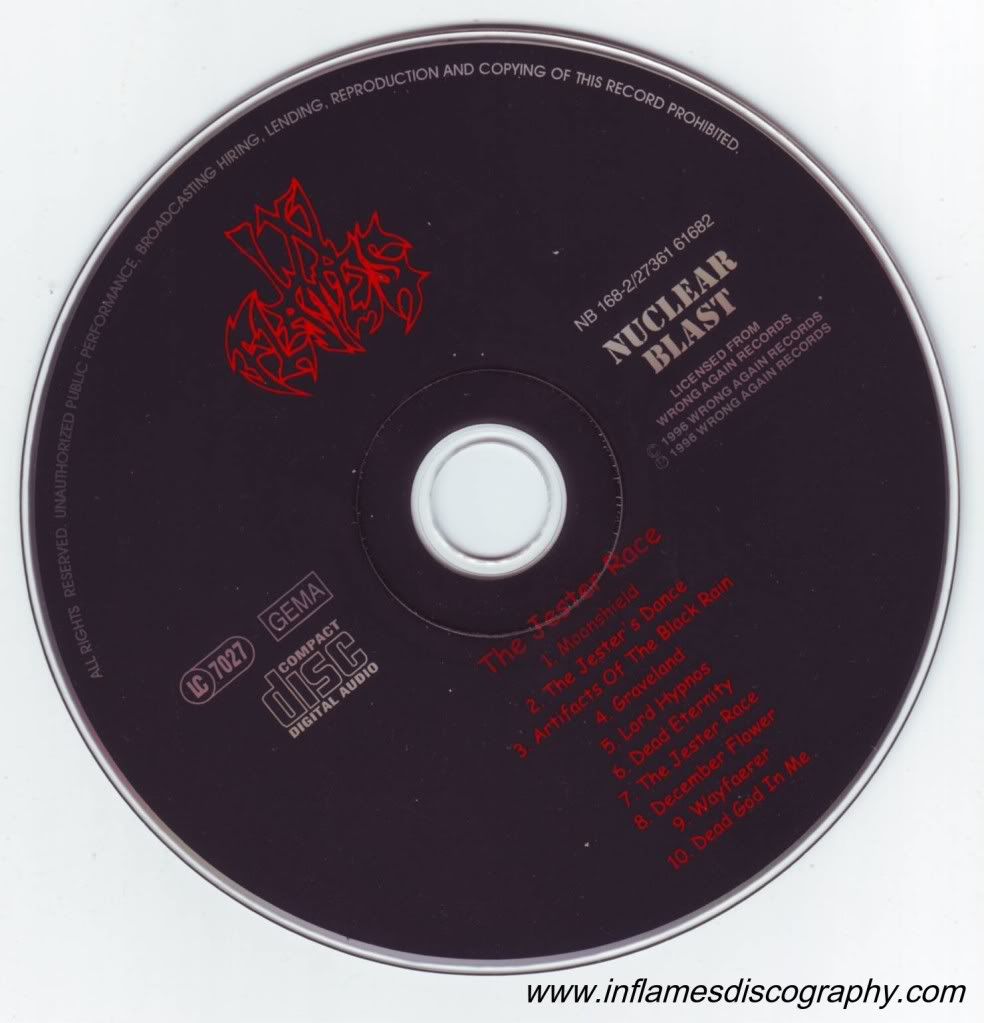 ALL RIGHTS RESERVED. UNAUTHORIZED PUBLIC PERFORMANCE, BROADCASTING HIRING, LENDING, REPRODUCTION AND COPYING OF THIS RECORD PROHIBITED.
IN
FLAMES
NB 168-2/27361 61682
NUCLEAR
BLAST
LICENSED FROM
WRONG AGAIN RECORDS
© 1996 WRONG AGAIN RECORDS
℗ 1996 WRONG AGAIN RECORDS
GEMA
LC 7027
COMPACT
disc
DIGITAL AUDIO
The Jester Race
1. Moonshield
2. The Jester's Dance
3. Artifacts Of The Black Rain
4. Graveland
5. Lord Hypnos
6. Dead Eternity
7. The Jester Race
8. December Flower
9. Wayfaerer
10. Dead God In Me
www.inflamesdiscography.com